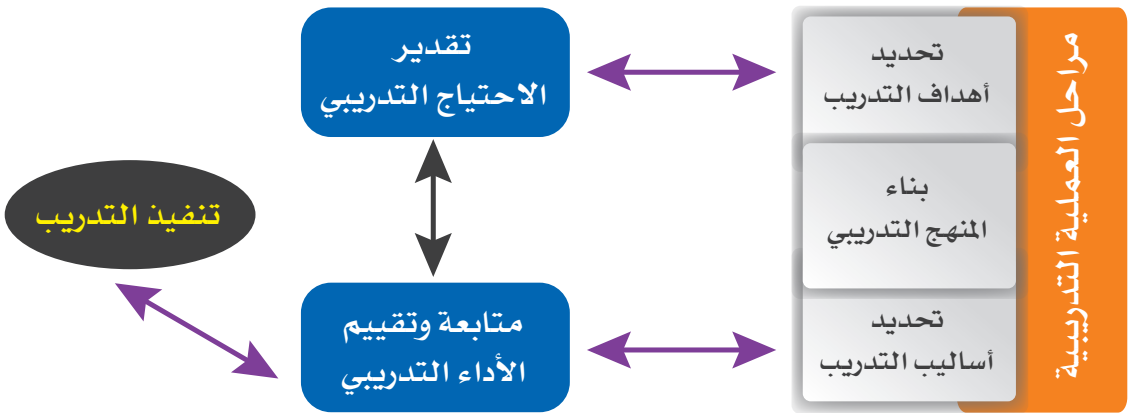 مراحل العملية التدريبية
تحديد
أهداف التدريب
بناء
المنهج التدريبي
تحديد
أساليب التدريب
تقدير
الاحتياج التدريبي
متابعة وتقييم
الأداء التدريبي
تنفيذ التدريب